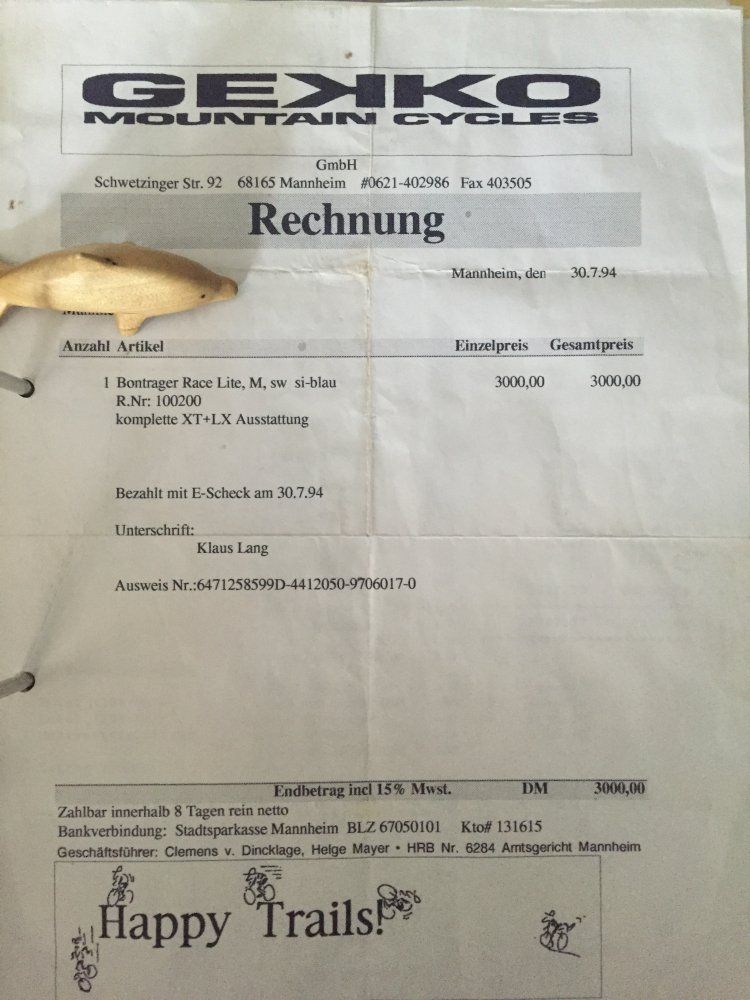 GEKKO
MOUNTAIN CYCLES
GmbH
Schwetzinger Str. 92 68165 Mannheim #0621-402986 Fax 403505
Rechnung
Mannheim, den 30.7.94
Anzahl Artikel Einzelpreis Gesamtpreis
1 Bontrager Race Lite, M, sw si-blau 3000,00 3000,00
R.Nr: 100200
komplette XT+LX Ausstattung
Bezahlt mit E-Scheck am 30.7.94
Unterschrift:
Klaus Lang
Ausweis Nr.:6471258599D-4412050-9706017-0
Endbetrag incl 15% Mwst. DM 3000,00
Zahlbar innerhalb 8 Tagen rein netto
Bankverbindung: Stadtsparkasse Mannheim BLZ 67050101 Kto# 131615
Geschäftsführer: Clemens v. Dincklage, Helge Mayer • HRB Nr. 6284 Amtsgericht Mannheim
Happy Trails!